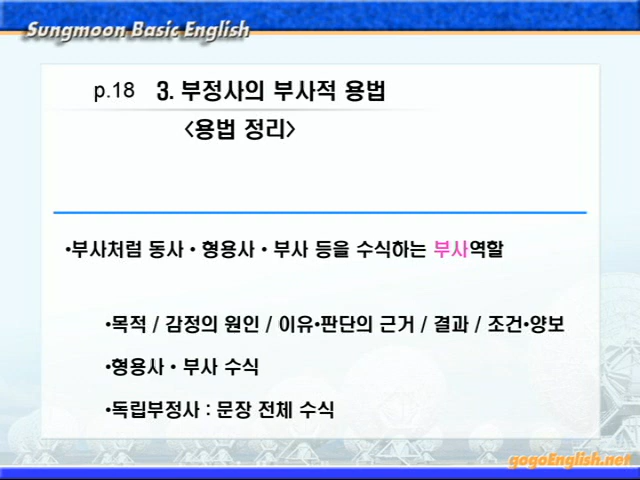 Sungmoon Basic English
p.18 3. 부정사의 부사적 용법
<용법 정리>
•부사처럼 동사 • 형용사 • 부사 등을 수식하는 부사역할
•목적 / 감정의 원인 / 이유•판단의 근거 / 결과 / 조건•양보
•형용사 • 부사 수식
•독립부정사 : 문장 전체 수식
gogoEnglish.net